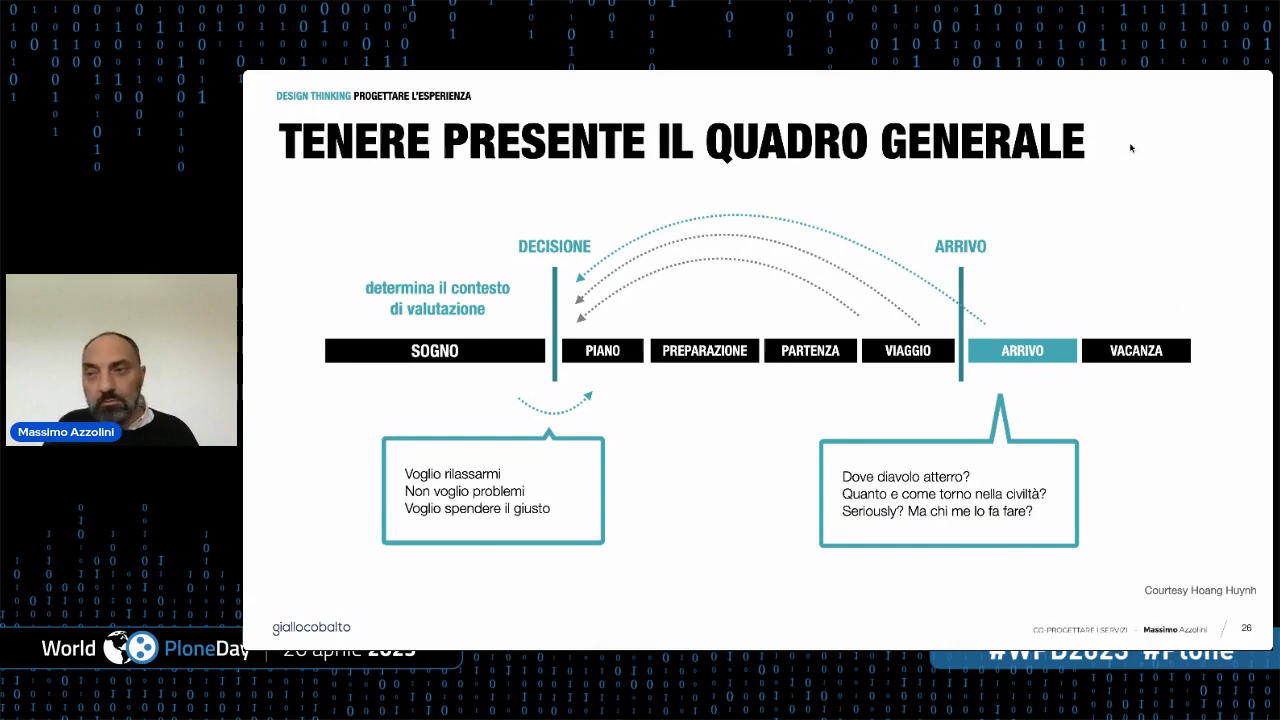 DESIGN THINKING PROGETTARE L'ESPERIENZA
TENERE PRESENTE IL QUADRO GENERALE
DECISIONE
ARRIVO
determina il contesto
di valutazione
SOGNO
PIANO
PREPARAZIONE
PARTENZA
VIAGGIO
ARRIVO
VACANZA
Massimo Azzolini
Voglio rilassarmi
Non voglio problemi
Voglio spendere il giusto
Dove diavolo atterro?
Quanto e come torno nella civiltà?
Seriously? Ma chi me lo fa fare?
Courtesy Hoang Huynh
giallocobalto
CO-PROGETTARE I SERVIZI - Massimo Azzolini / 26
World PloneDay
aprile 2023
#WPD2023 #Plone